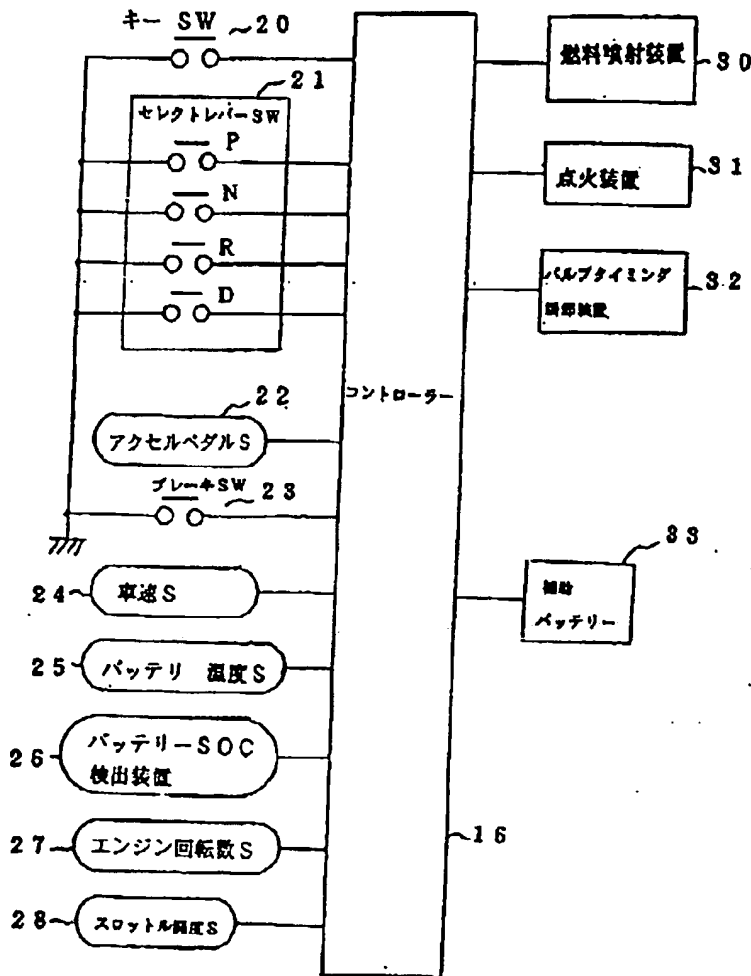 キー SW
20
燃料噴射装置
30
21
セレクトレバーSW
P
N
R
D
点火装置
31
バルブタイミング
32
コントローラー
22
アクセルペダルS
ブレーキSW
23
33
補助
バッテリー
24
車速S
25
バッテリ 温度S
26
バッテリーSOC
検出装置
16
27
エンジン回転数S
28
スロットル開度S